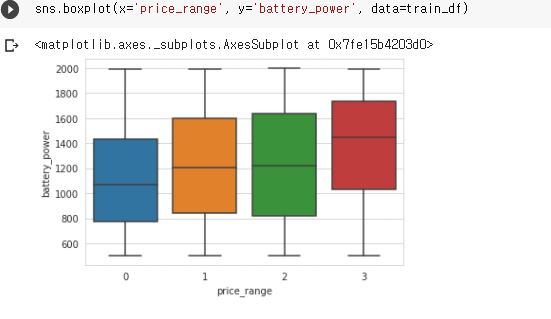 sns.boxplot(x='price_range', y='battery_power', data=train_df)
<matplotlib.axes._subplots.AxesSubplot at 0x7fe15b4203d0>
2000
1800
1600
1400
1200
1000
800
600
battery_power
0 1 2 3
price_range